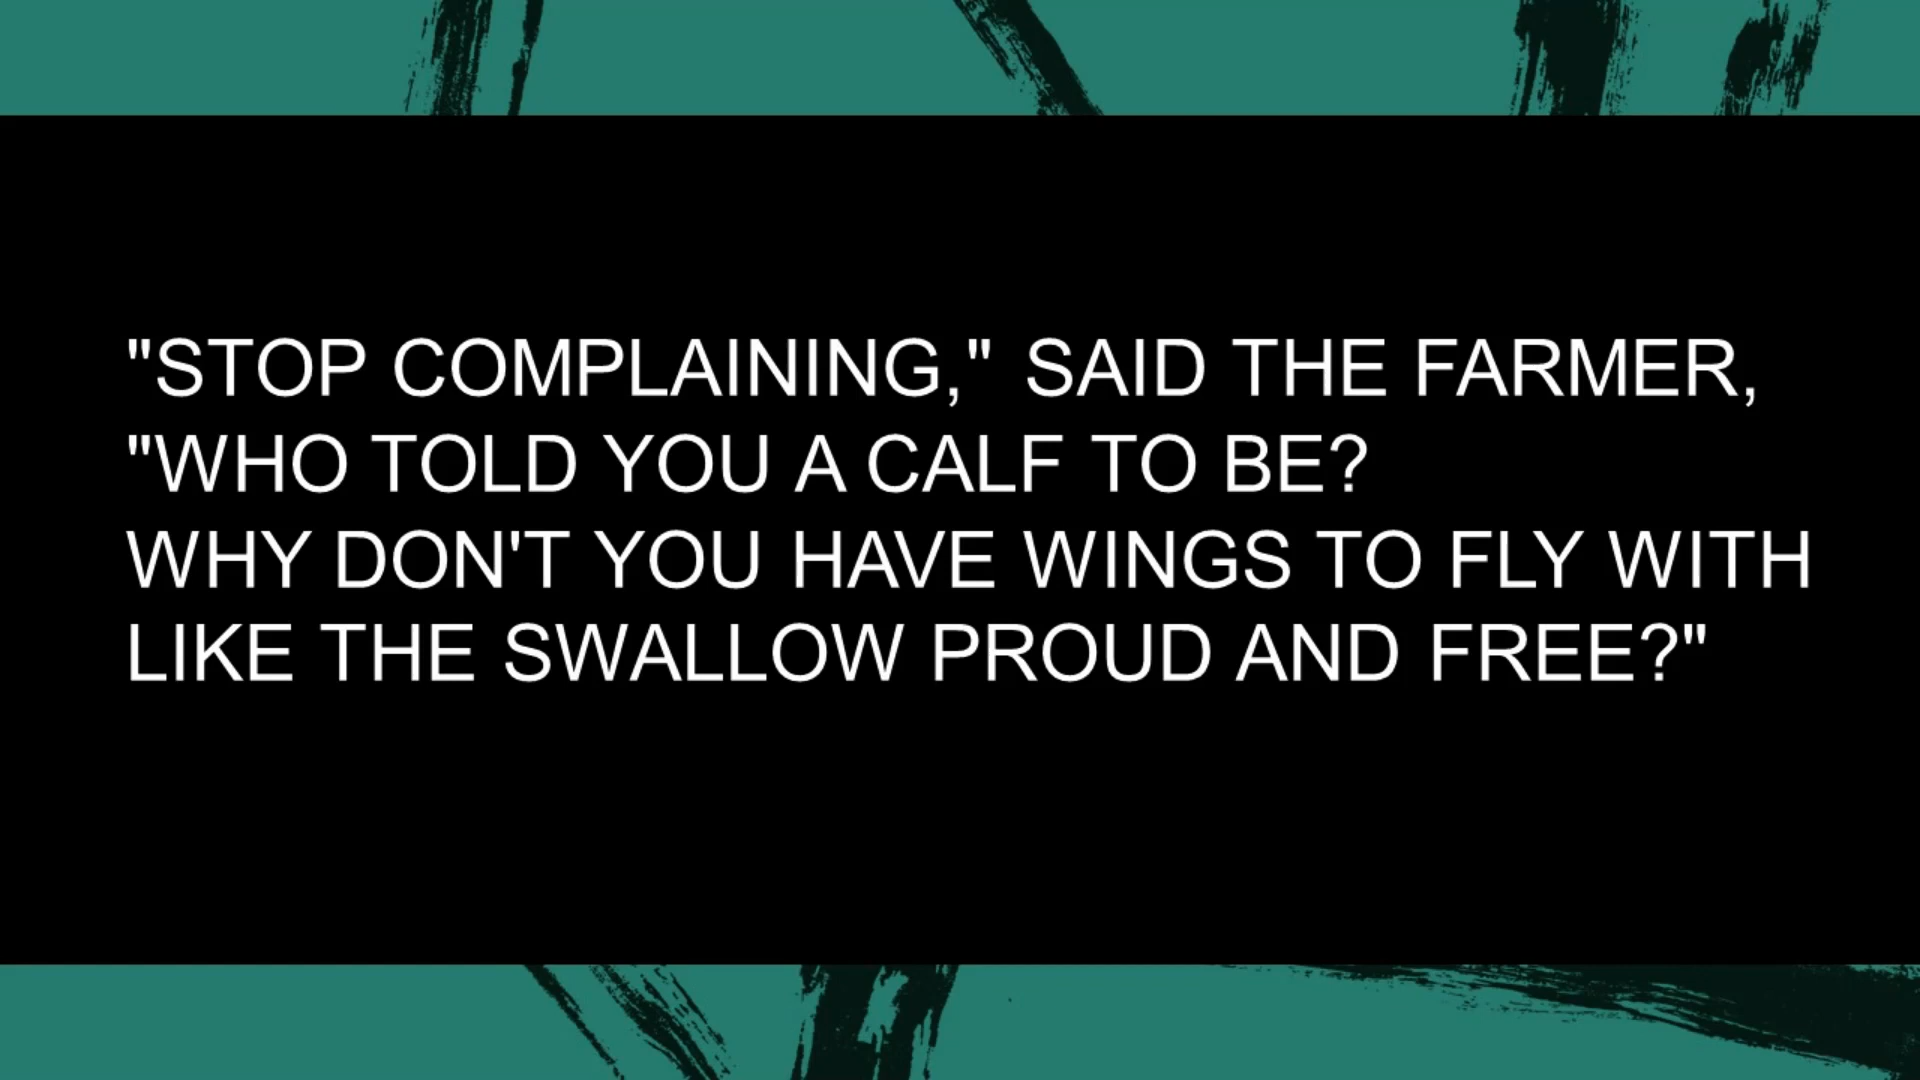 "STOP COMPLAINING," SAID THE FARMER,
"WHO TOLD YOU A CALF TO BE?
WHY DON'T YOU HAVE WINGS TO FLY WITH
LIKE THE SWALLOW PROUD AND FREE?"